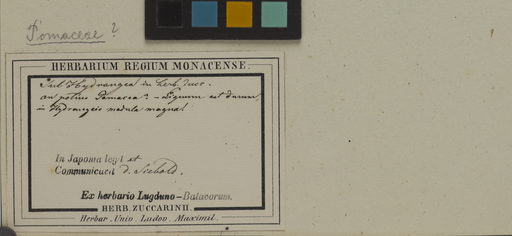 Pomaceae ?
HERBARIUM REGIUM MONACENSE.
Sub Hydrangea in herb. Zucc.
an potius Pomacea? - Lignum est durum,
in Hydrangeis medulla magna!
In Japonia legit et
Communicavit d. Siebold.
Ex herbario Lugduno-Batavorum.
HERB. ZUCCARINII.
Herbar. Univ. Ludov. Maximil.